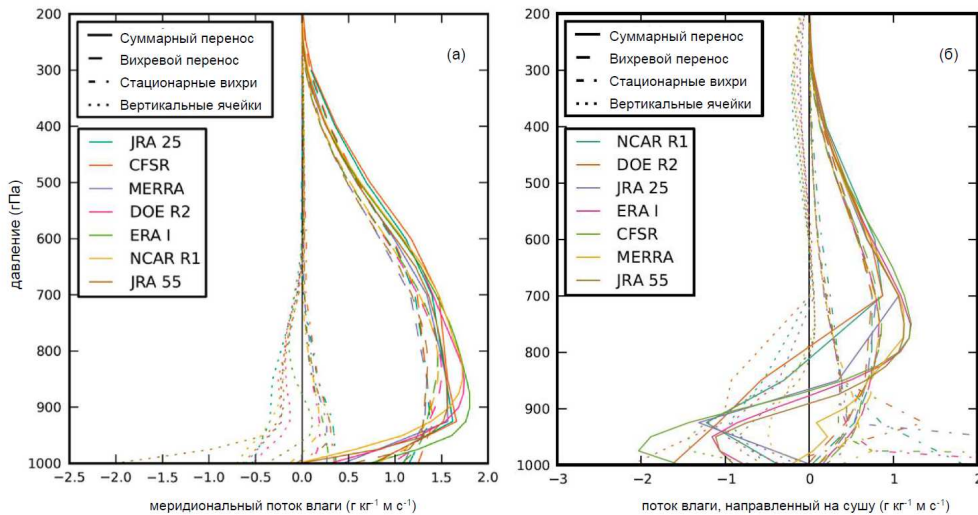 200
300
400
500
600
700
800
900
1000
давление (гПа)
Суммарный перенос
Вихревой перенос
Стационарные вихри
Вертикальные ячейки
(а)
JRA 25
CFSR
MERRA
DOE R2
ERA I
NCAR R1
JRA 55
−2.5 −2.0 −1.5 −1.0 −0.5 0.0 0.5 1.0 1.5 2.0
меридиональный поток влаги (г кг⁻¹ м с⁻¹)
200
300
400
500
600
700
800
900
1000
Суммарный перенос
Вихревой перенос
Стационарные вихри
Вертикальные ячейки
(б)
NCAR R1
DOE R2
JRA 25
ERA I
CFSR
MERRA
JRA 55
−3 −2 −1 0 1 2
поток влаги, направленный на сушу (г кг⁻¹ м с⁻¹)